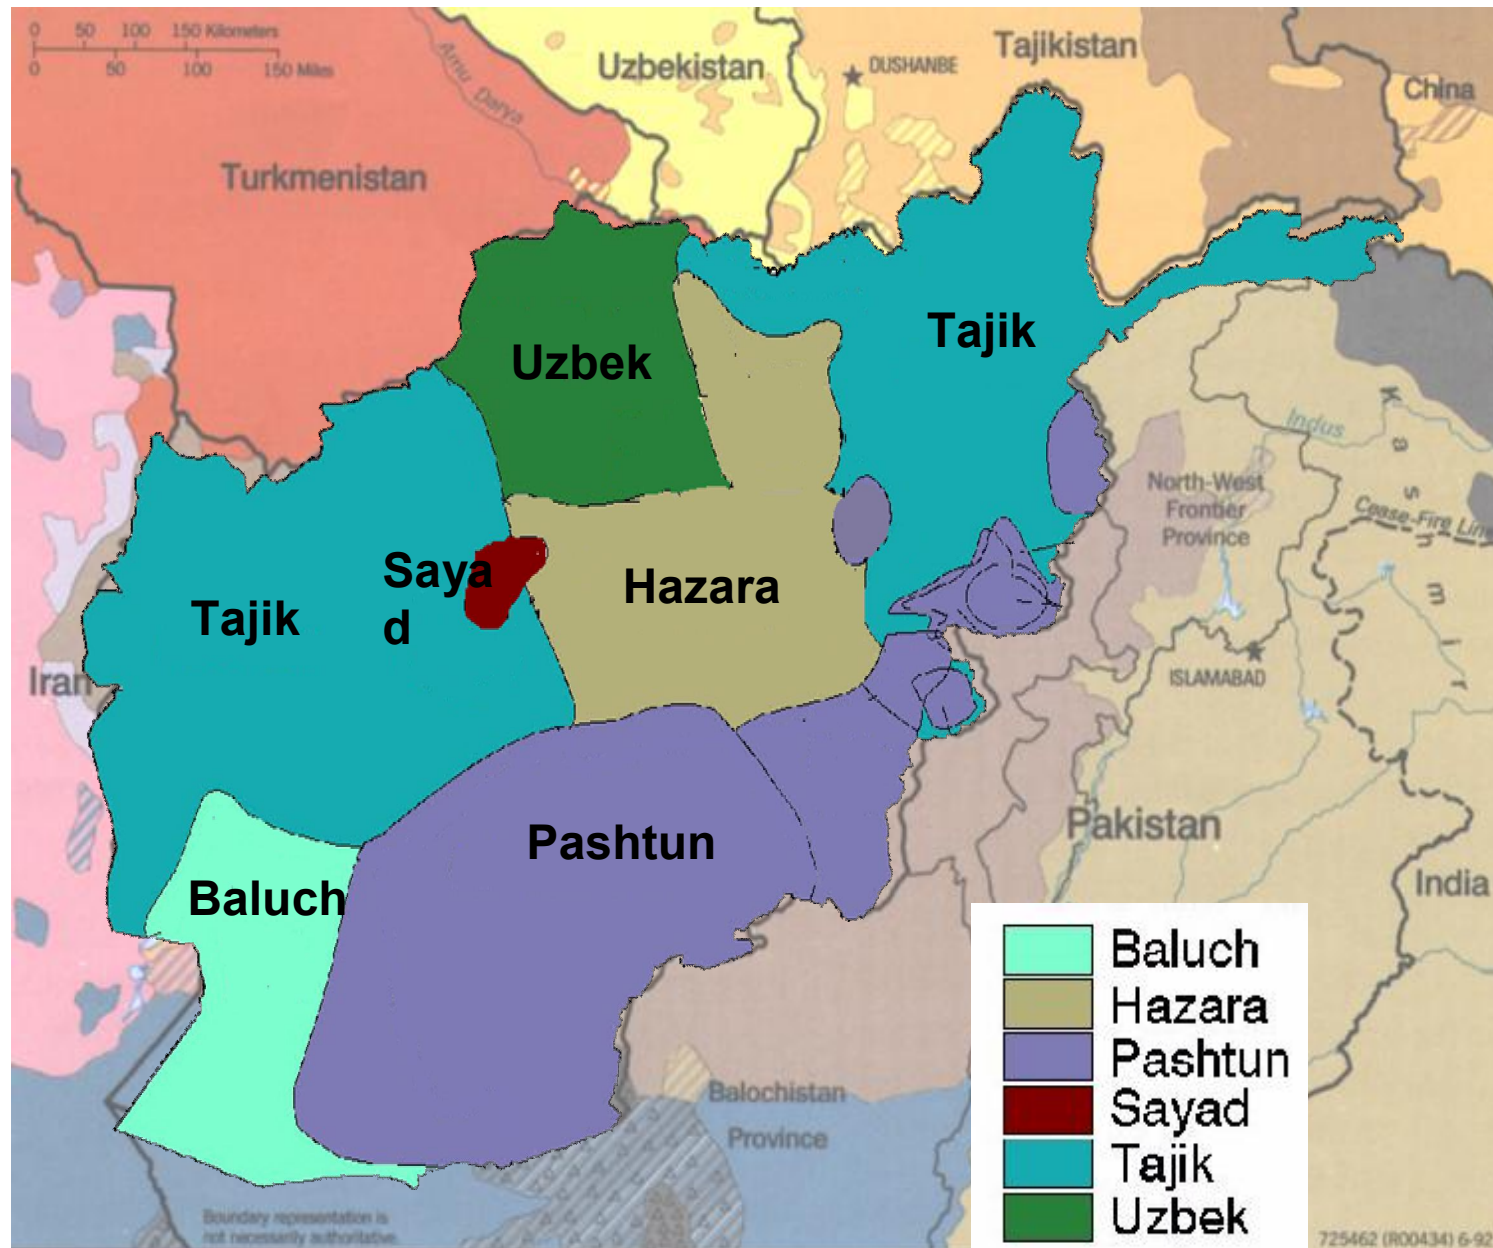 0 50 100 150 Kilometers
0 50 100 150 Miles
Amu Darya
Uzbekistan
DUSHANBE
Tajikistan
China
Turkmenistan
Uzbek
Tajik
Indus
Kashmir
North-West
Frontier
Province
Cease-Fire Line
Saya
d
Tajik
Hazara
Iran
ISLAMABAD
Pashtun
Pakistan
Baluch
India
Balochistan
Province
Baluch
Hazara
Pashtun
Sayad
Tajik
Uzbek
Boundary representation is
not necessarily authoritative.
725462 (R00434) 6-92